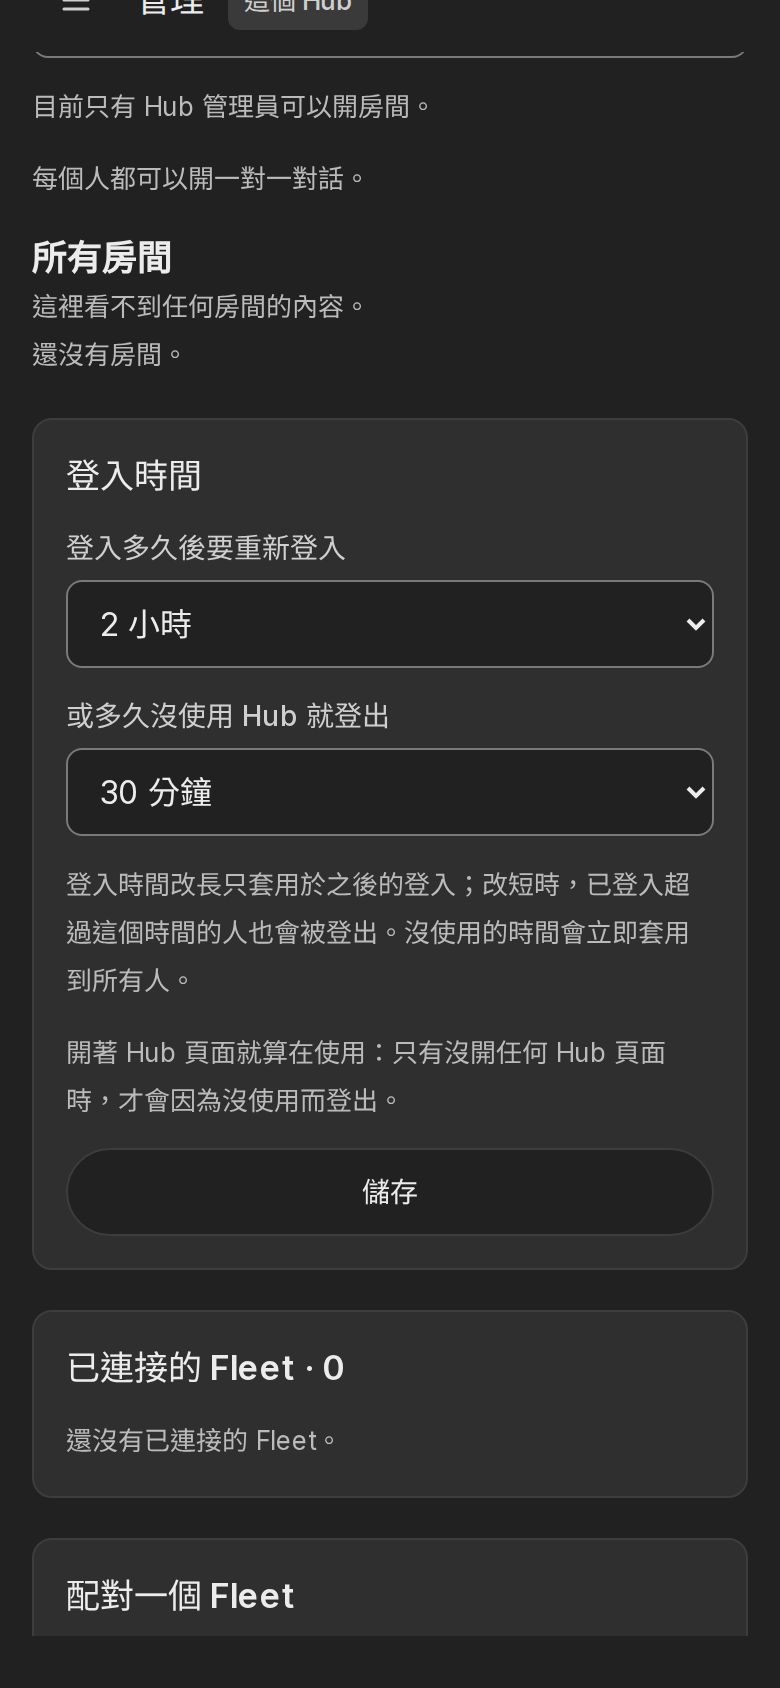 管理 這個 Hub
目前只有 Hub 管理員可以開房間。
每個人都可以開一對一對話。
所有房間
這裡看不到任何房間的內容。
還沒有房間。
登入時間
登入多久後要重新登入
2 小時
或多久沒使用 Hub 就登出
30 分鐘
登入時間改長只套用於之後的登入；改短時，已登入超
過這個時間的人也會被登出。沒使用的時間會立即套用
到所有人。
開著 Hub 頁面就算在使用：只有沒開任何 Hub 頁面
時，才會因為沒使用而登出。
儲存
已連接的 Fleet · 0
還沒有已連接的 Fleet。
配對一個 Fleet